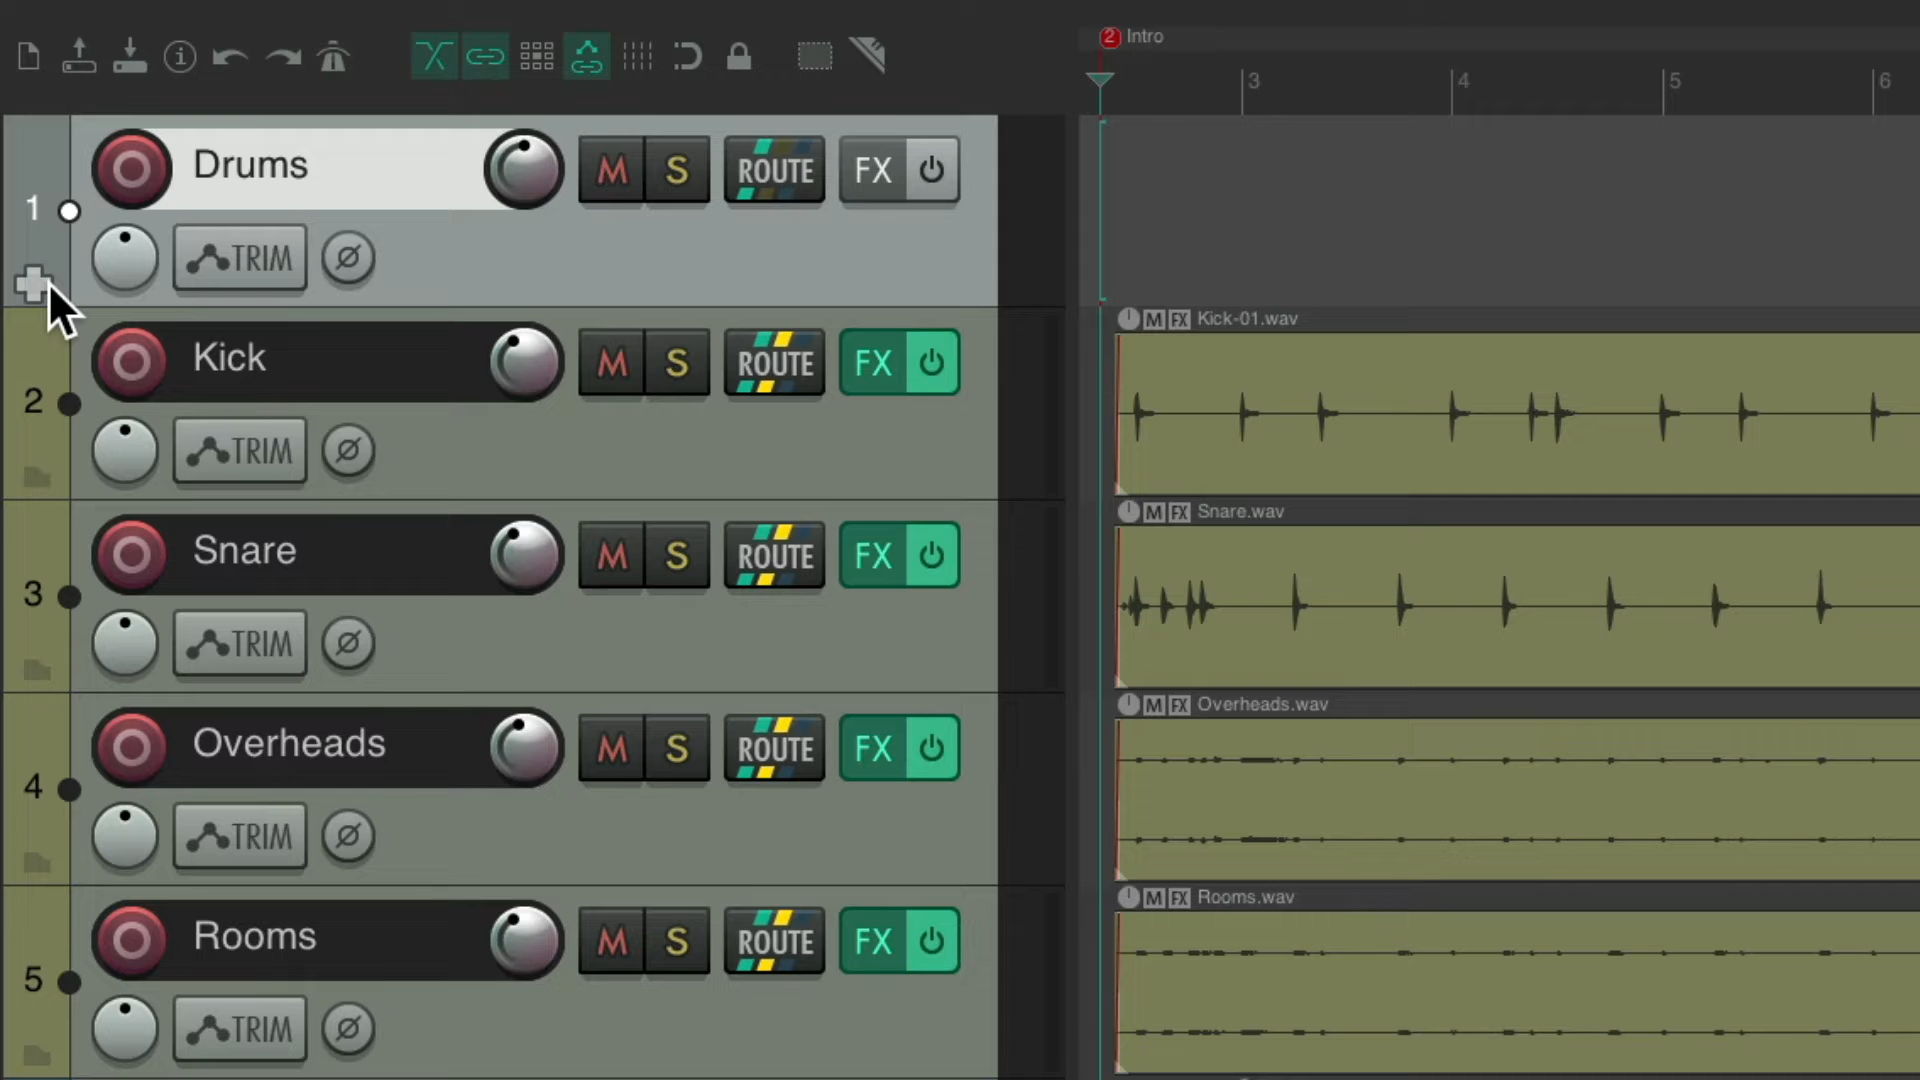 2 Intro
3 4 5 6
1 Drums M S ROUTE FX
TRIM
Kick-01.wav M FX
2 Kick M S ROUTE FX
TRIM
Snare.wav M FX
3 Snare M S ROUTE FX
TRIM
Overheads.wav M FX
4 Overheads M S ROUTE FX
TRIM
Rooms.wav M FX
5 Rooms M S ROUTE FX
TRIM